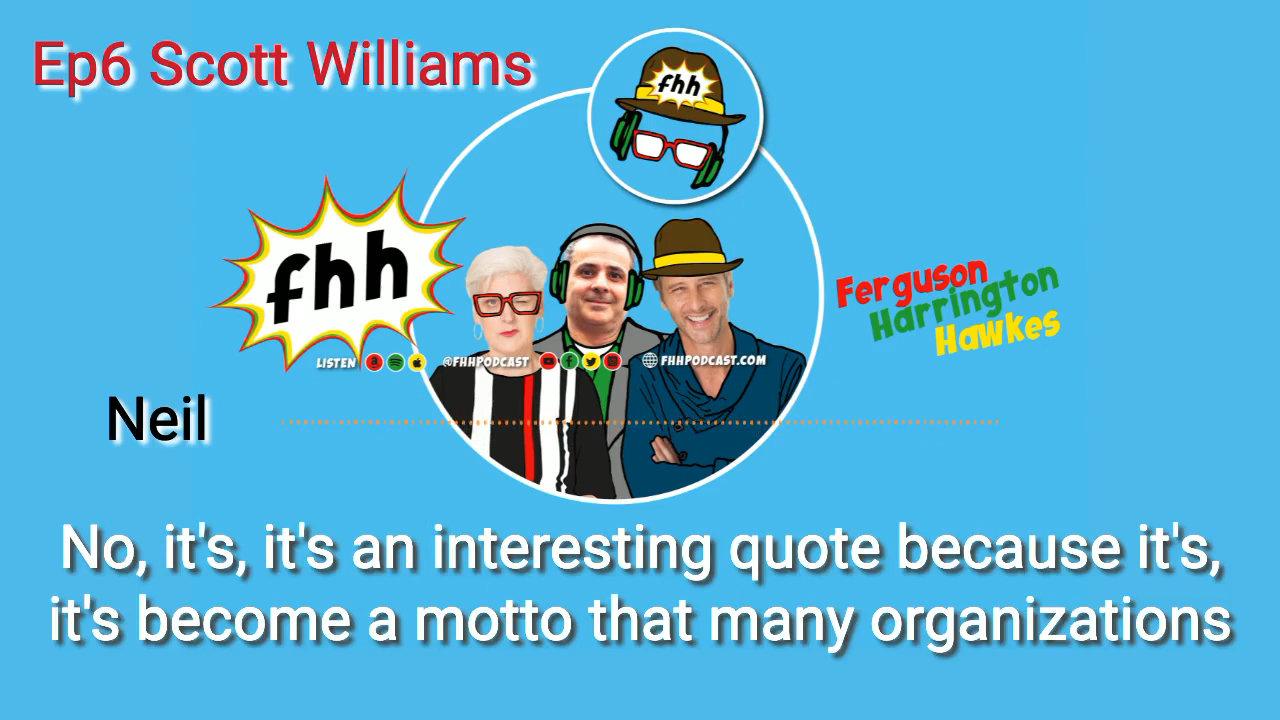 Ep6 Scott Williams
fhh
fhh
Ferguson
Harrington
Hawkes
LISTEN @FHHPODCAST FHHPODCAST.COM
Neil
No, it's, it's an interesting quote because it's,
it's become a motto that many organizations